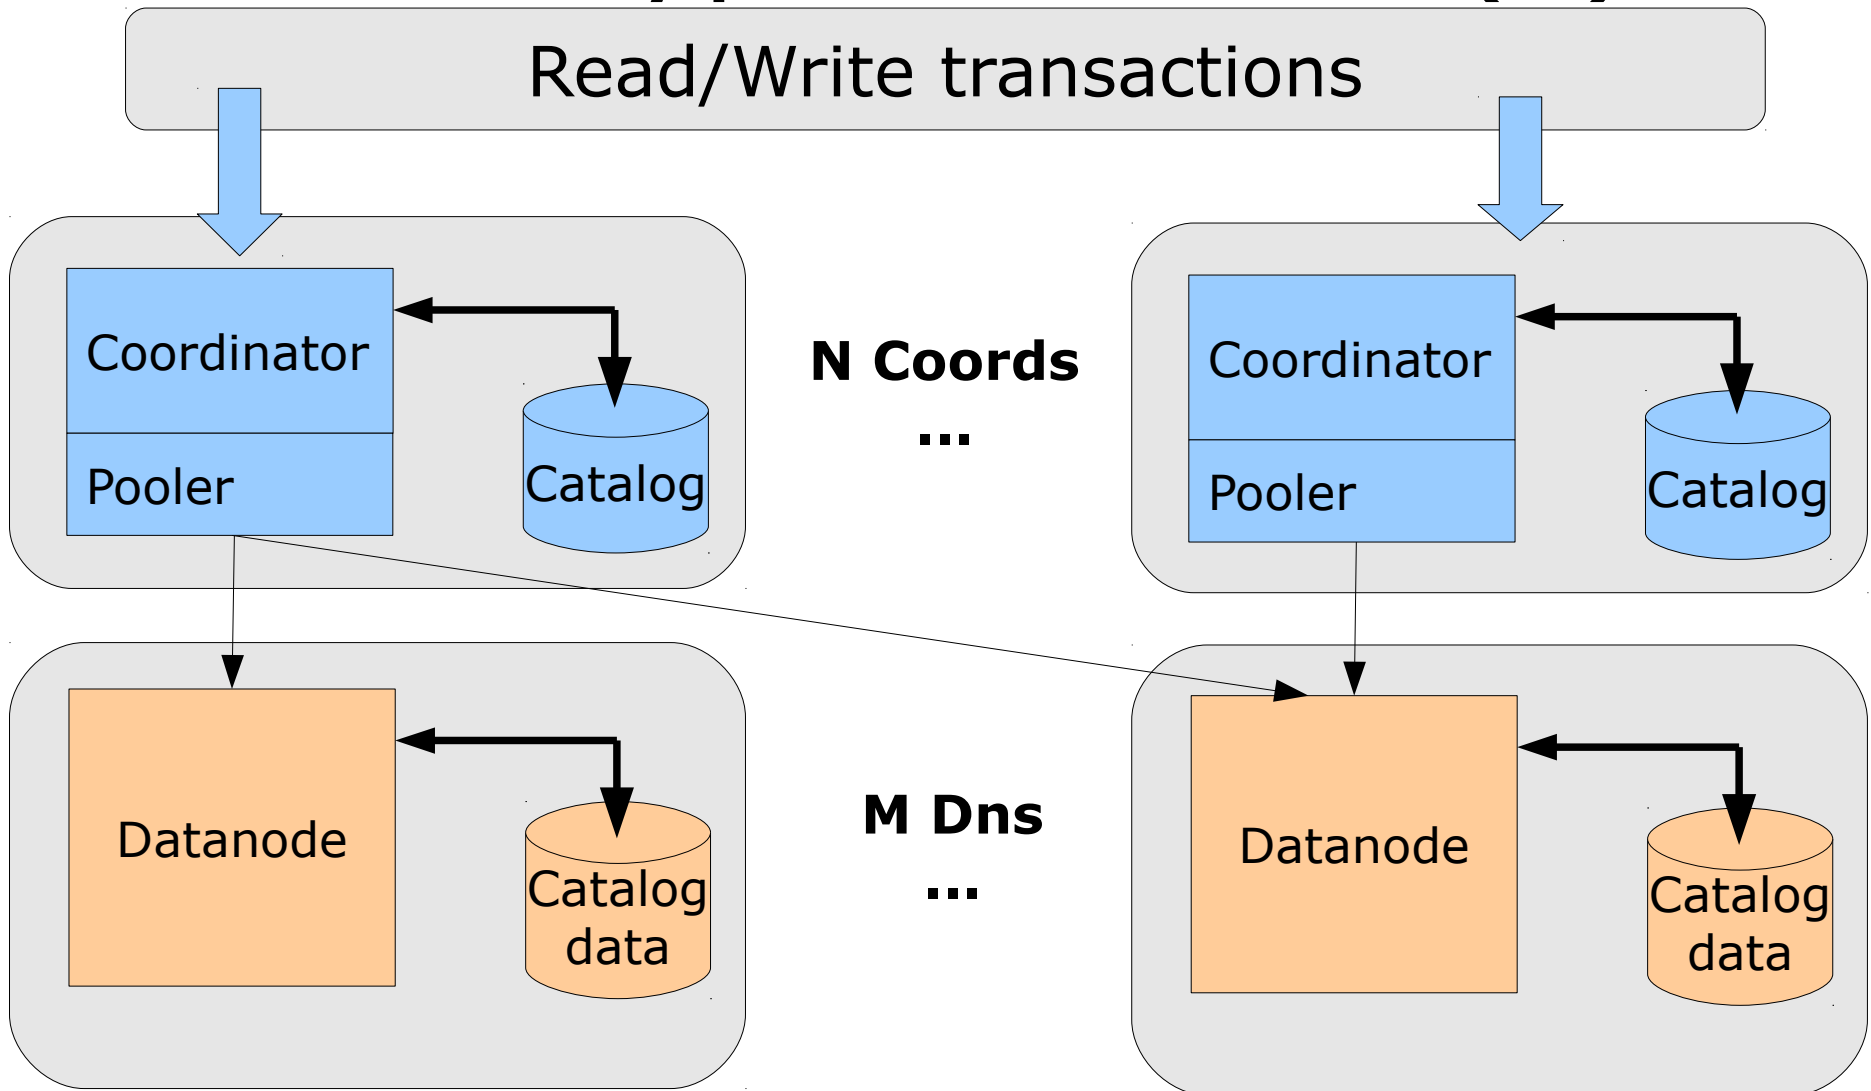 Read/Write transactions
Coordinator
Pooler
Catalog
N Coords
...
Coordinator
Pooler
Catalog
Datanode
Catalog
data
M Dns
...
Datanode
Catalog
data